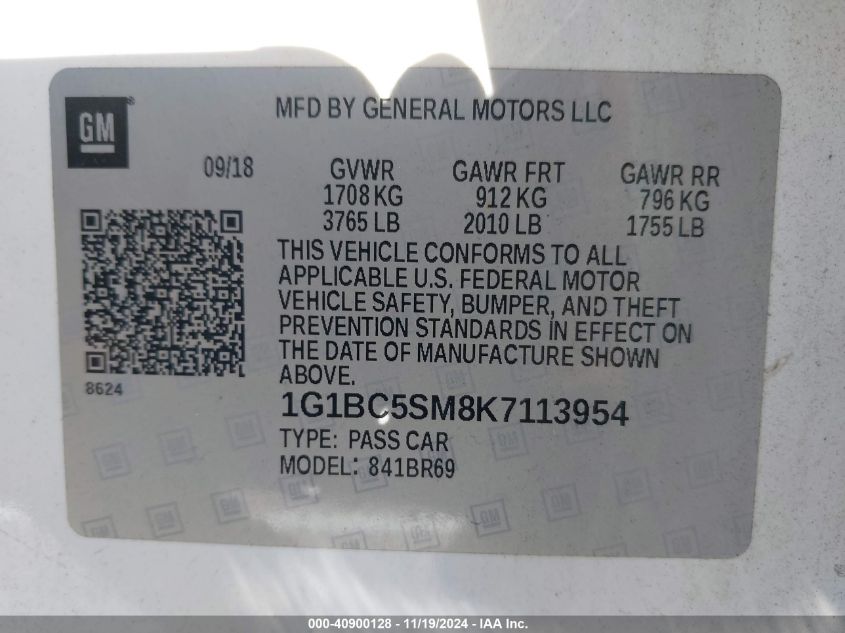 GM
MFD BY GENERAL MOTORS LLC
09/18
GVWR
1708 KG
3765 LB
GAWR FRT
912 KG
2010 LB
GAWR RR
796 KG
1755 LB
THIS VEHICLE CONFORMS TO ALL
APPLICABLE U.S. FEDERAL MOTOR
VEHICLE SAFETY, BUMPER, AND THEFT
PREVENTION STANDARDS IN EFFECT ON
THE DATE OF MANUFACTURE SHOWN
ABOVE.
8624
1G1BC5SM8K7113954
TYPE: PASS CAR
MODEL: 841BR69
000-40900128 - 11/19/2024 - IAA Inc.